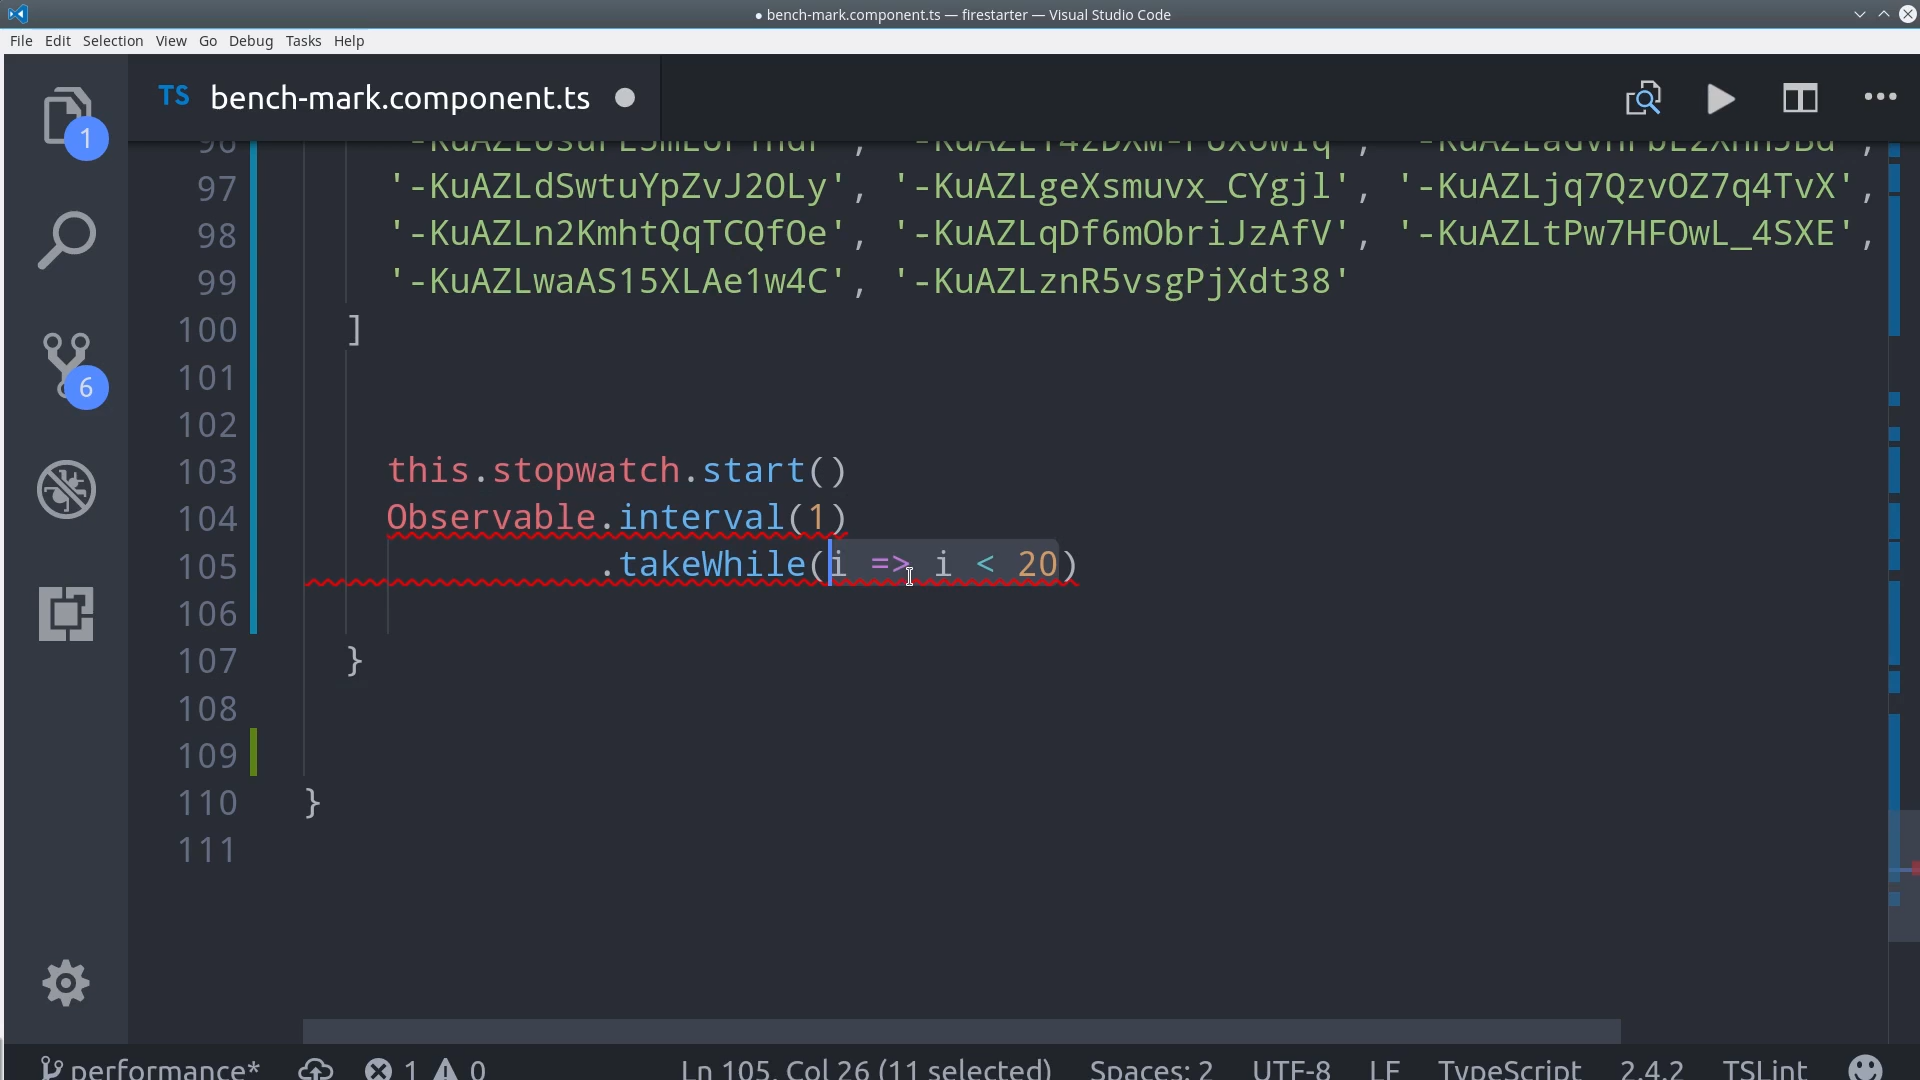 ● bench-mark.component.ts — firestarter — Visual Studio Code
File Edit Selection View Go Debug Tasks Help
TS bench-mark.component.ts
1
97 '-KuAZLdSwtuYpZvJ2OLy', '-KuAZLgeXsmuvx_CYgjl', '-KuAZLjq7QzvOZ7q4TvX',
98 '-KuAZLn2KmhtQqTCQfOe', '-KuAZLqDf6mObriJzAfV', '-KuAZLtPw7HFOwL_4SXE',
99 '-KuAZLwaAS15XLAe1w4C', '-KuAZLznR5vsgPjXdt38'
100 ]
101
6
102
103 this.stopwatch.start()
104 Observable.interval(1)
105 .takeWhile(i => i < 20)
106
107 }
108
109
110 }
111
performance* 1 0 Ln 105, Col 26 (11 selected) Spaces: 2 UTF-8 LF TypeScript 2.4.2 TSLint